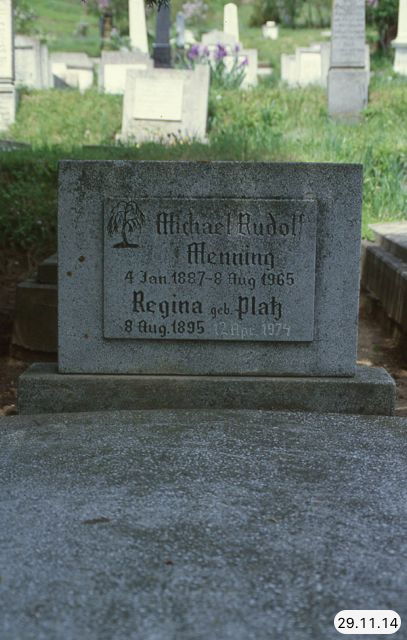 Michael Rudolf
Menning
4 Jan. 1887-8 Aug 1965
Regina geb. Platz
8 Aug. 1895 12. Apr. 1974
29.11.14